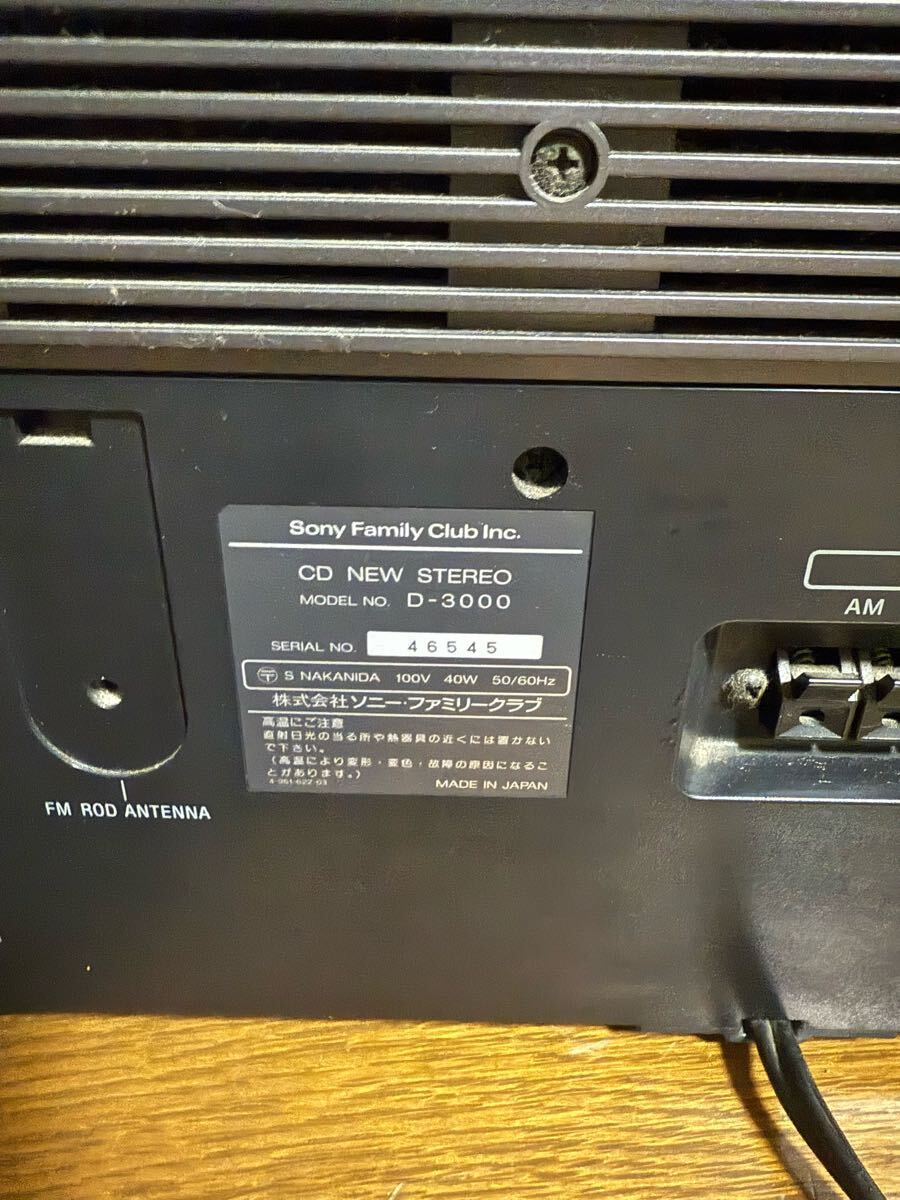 Sony Family Club Inc.
CD NEW STEREO
MODEL NO. D-3000
SERIAL NO. 46545
S NAKANIDA 100V 40W 50/60Hz
株式会社ソニー・ファミリークラブ
高温にご注意
直射日光の当る所や熱器具の近くには置かない
で下さい。
(高温により変形・変色・故障の原因になるこ
とがあります。)
4-951-622-03
MADE IN JAPAN
FM ROD ANTENNA
AM